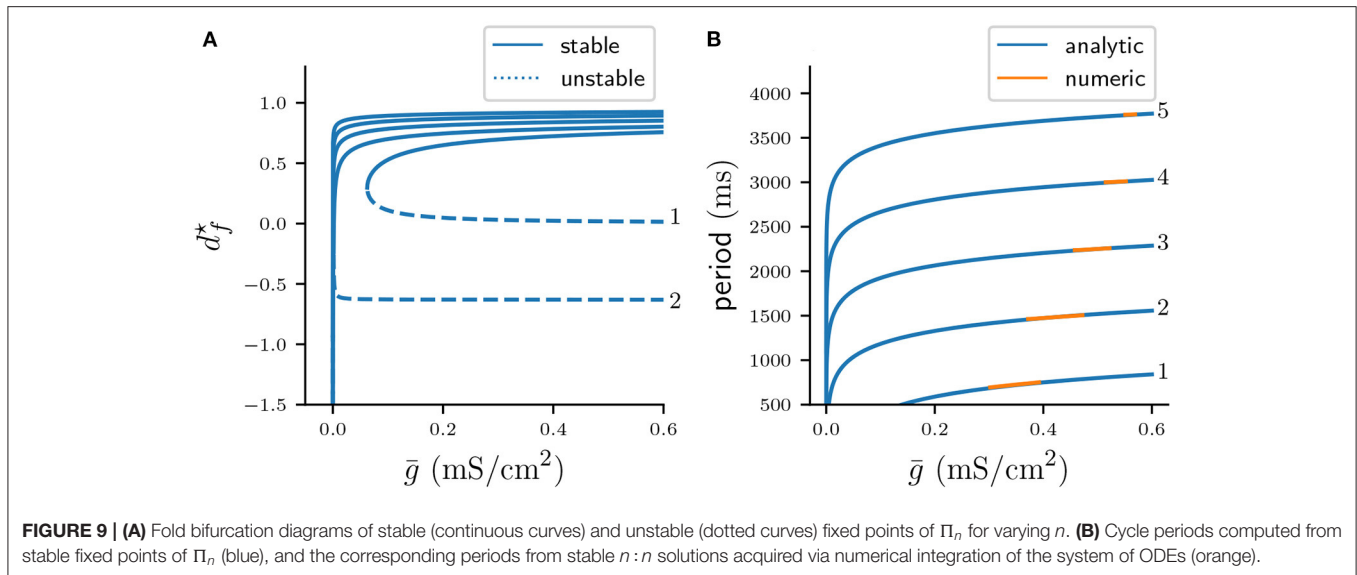 A
stable
unstable
1.0
0.5
0.0
−0.5
−1.0
−1.5
d_f^⋆
1
2
0.0
0.2
0.4
0.6
ḡ (mS/cm²)
B
analytic
numeric
4000
3500
3000
2500
2000
1500
1000
500
period (ms)
5
4
3
2
1
0.0
0.2
0.4
0.6
ḡ (mS/cm²)
FIGURE 9 | (A) Fold bifurcation diagrams of stable (continuous curves) and unstable (dotted curves) fixed points of Πn for varying n. (B) Cycle periods computed from
stable fixed points of Πn (blue), and the corresponding periods from stable n:n solutions acquired via numerical integration of the system of ODEs (orange).